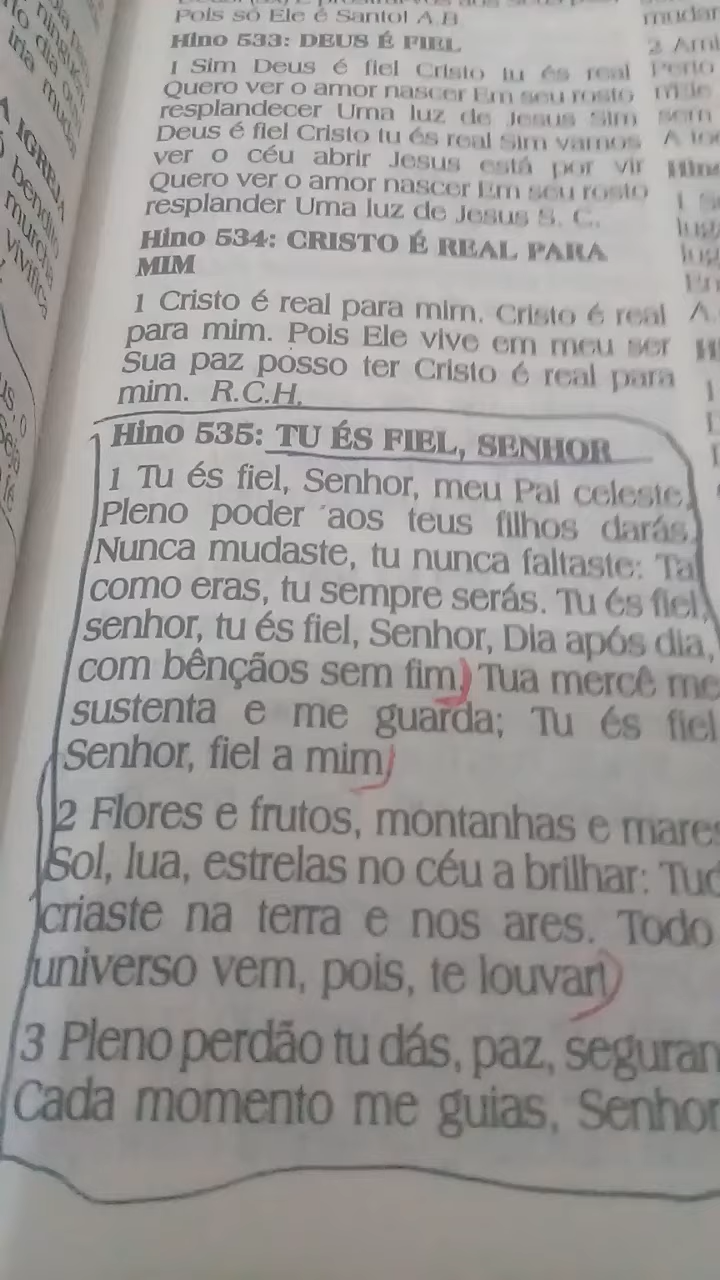 Pois só Ele é Santo! A.B.
Hino 533: DEUS É FIEL
1 Sim Deus é fiel Cristo tu és real
Quero ver o amor nascer Em seu rosto
resplandecer Uma luz de Jesus Sim
Deus é fiel Cristo tu és real Sim vamos
ver o céu abrir Jesus está por vir
Quero ver o amor nascer Em seu rosto
resplander Uma luz de Jesus S. C.
Hino 534: CRISTO É REAL PARA
MIM
1 Cristo é real para mim. Cristo é real
para mim. Pois Ele vive em meu ser
Sua paz posso ter Cristo é real para
mim. R.C.H.
Hino 535: TU ÉS FIEL, SENHOR
1 Tu és fiel, Senhor, meu Pai celeste,
Pleno poder aos teus filhos darás.
Nunca mudaste, tu nunca faltaste: Ta
como eras, tu sempre serás. Tu és fiel,
senhor, tu és fiel, Senhor, Dia após dia,
com bênçãos sem fim. Tua mercê me
sustenta e me guarda; Tu és fiel
Senhor, fiel a mim
2 Flores e frutos, montanhas e mares
Sol, lua, estrelas no céu a brilhar: Tud
criaste na terra e nos ares. Todo
universo vem, pois, te louvar!
3 Pleno perdão tu dás, paz, seguran
Cada momento me guias, Senhor
ninguém
A IGREJA
bendito
murcha
vivifica
mudar
2